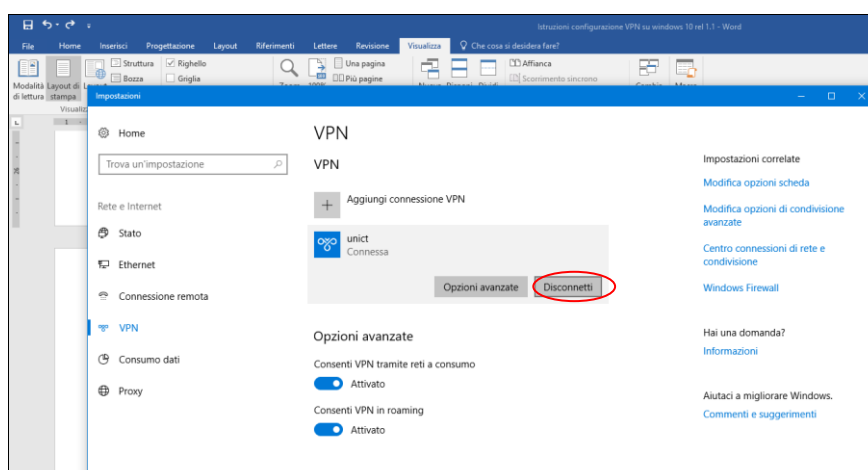 Istruzioni configurazione VPN su windows 10 rel 1.1 - Word
File Home Inserisci Progettazione Layout Riferimenti Lettere Revisione Visualizza Che cosa si desidera fare?
Struttura Righello Una pagina Affianca
Bozza Griglia Più pagine Scorrimento sincrono
Modalità Layout di
di lettura stampa
Impostazioni
Home
Trova un'impostazione
Rete e Internet
Stato
Ethernet
Connessione remota
VPN
Consumo dati
Proxy
VPN
VPN
Aggiungi connessione VPN
unict
Connessa
Opzioni avanzate Disconnetti
Opzioni avanzate
Consenti VPN tramite reti a consumo
Attivato
Consenti VPN in roaming
Attivato
Impostazioni correlate
Modifica opzioni scheda
Modifica opzioni di condivisione
avanzate
Centro connessioni di rete e
condivisione
Windows Firewall
Hai una domanda?
Informazioni
Aiutaci a migliorare Windows.
Commenti e suggerimenti